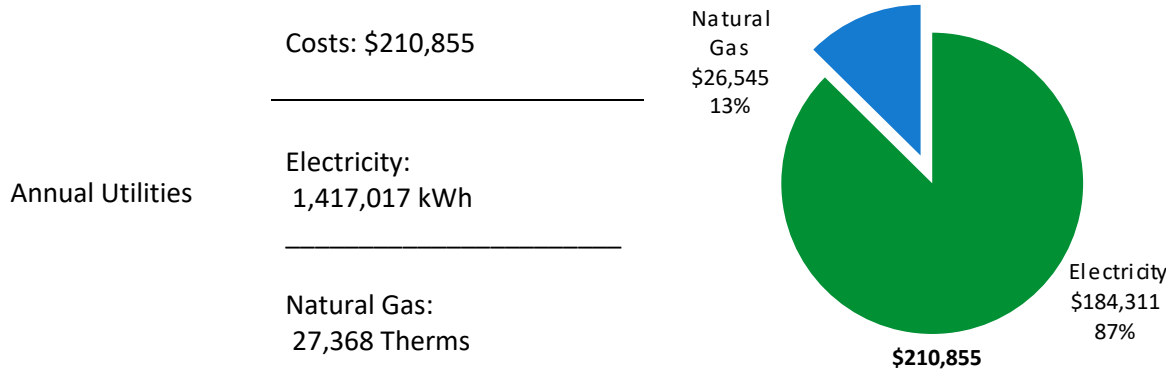 Annual Utilities
Costs: $210,855
Electricity:
1,417,017 kWh
Natural Gas:
27,368 Therms
Natural
Gas
$26,545
13%
Electricity
$184,311
87%
$210,855